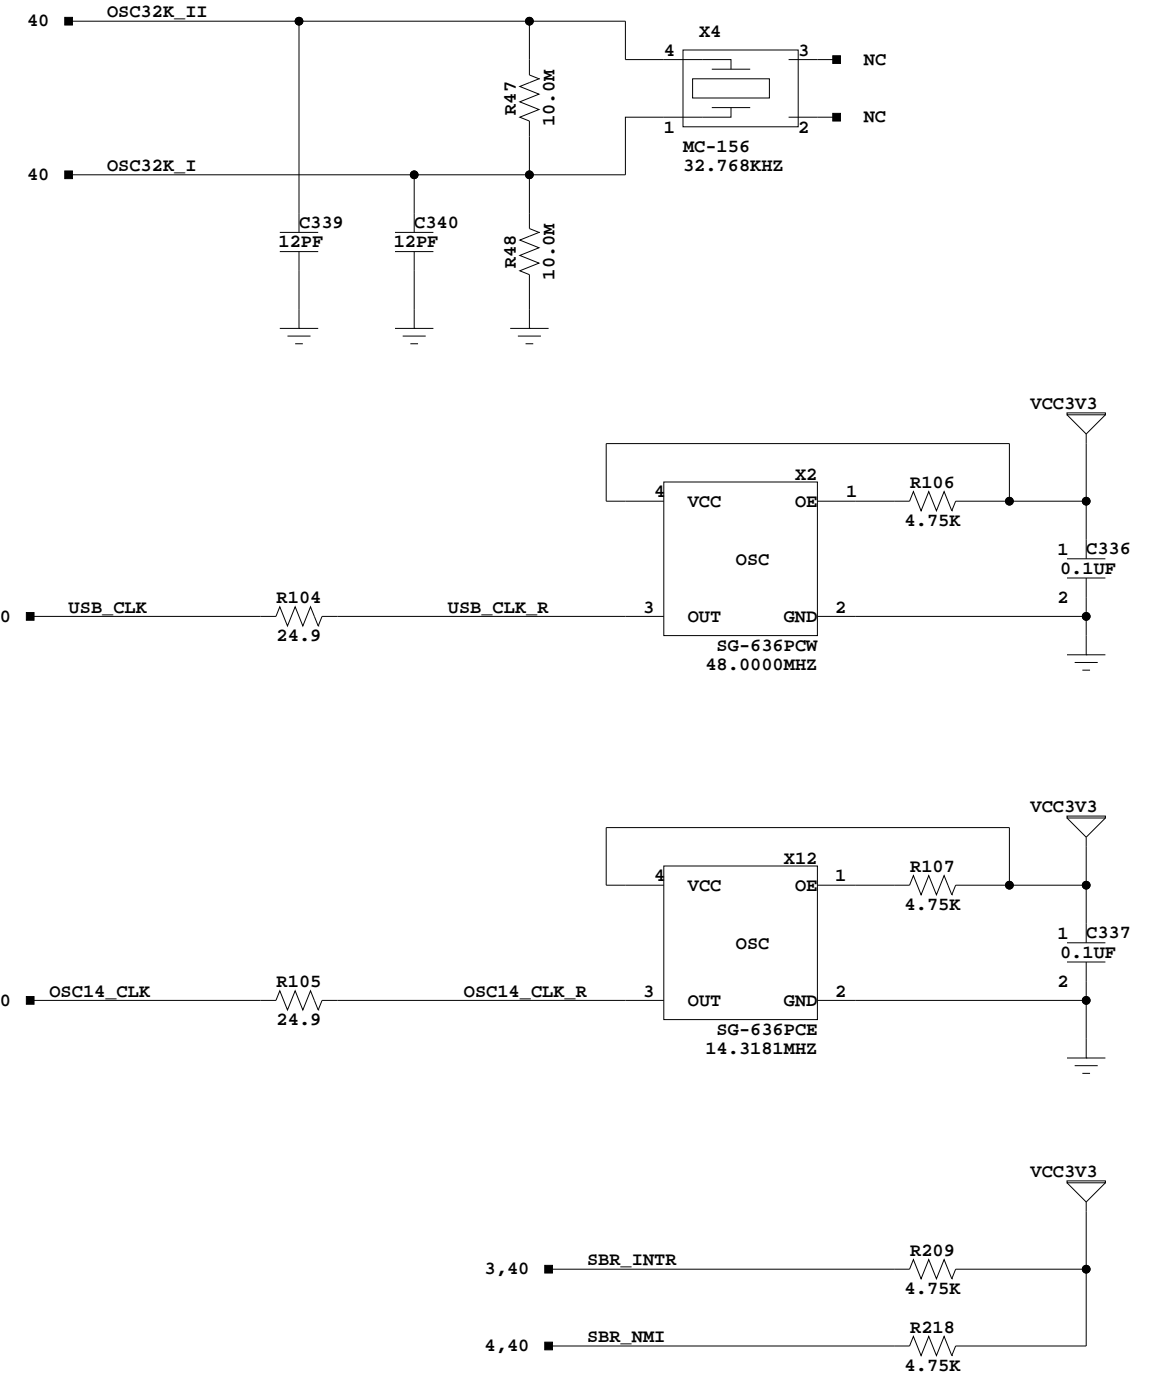 40 OSC32K_II
X4
4 3 NC
R47 10.0M
1 2 NC
MC-156
32.768KHZ
40 OSC32K_I
C339
12PF
C340
12PF
R48 10.0M
VCC3V3
X2
4 VCC OE 1
R106
4.75K
OSC
1 C336
0.1UF
2
0 USB_CLK
R104
24.9
USB_CLK_R 3 OUT GND 2
SG-636PCW
48.0000MHZ
VCC3V3
X12
4 VCC OE 1
R107
4.75K
OSC
1 C337
0.1UF
2
0 OSC14_CLK
R105
24.9
OSC14_CLK_R 3 OUT GND 2
SG-636PCE
14.3181MHZ
VCC3V3
3,40 SBR_INTR
R209
4.75K
4,40 SBR_NMI
R218
4.75K